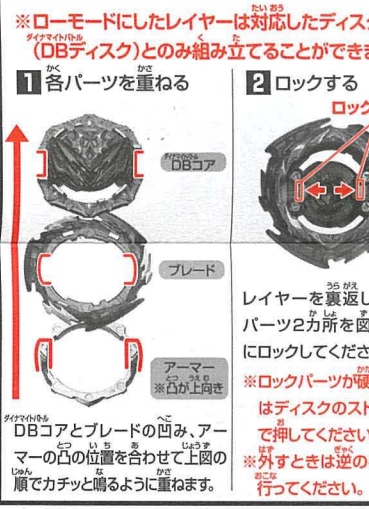 ※ローモードにしたレイヤーは対応したディス
(DBディスク)とのみ組み立てることができ
1 各パーツを重ねる
DBコア
ブレード
アーマー
※凸が上向き
DBコアとブレードの凹み、アー
マーの凸の位置を合わせて上図の
順でカチッと鳴るように重ねます。
2 ロックする
ロック
レイヤーを裏返し
パーツ2カ所を図
にロックしてくださ
※ロックパーツが硬
はディスクのスト
で押してください
※外すときは逆の
行ってください。